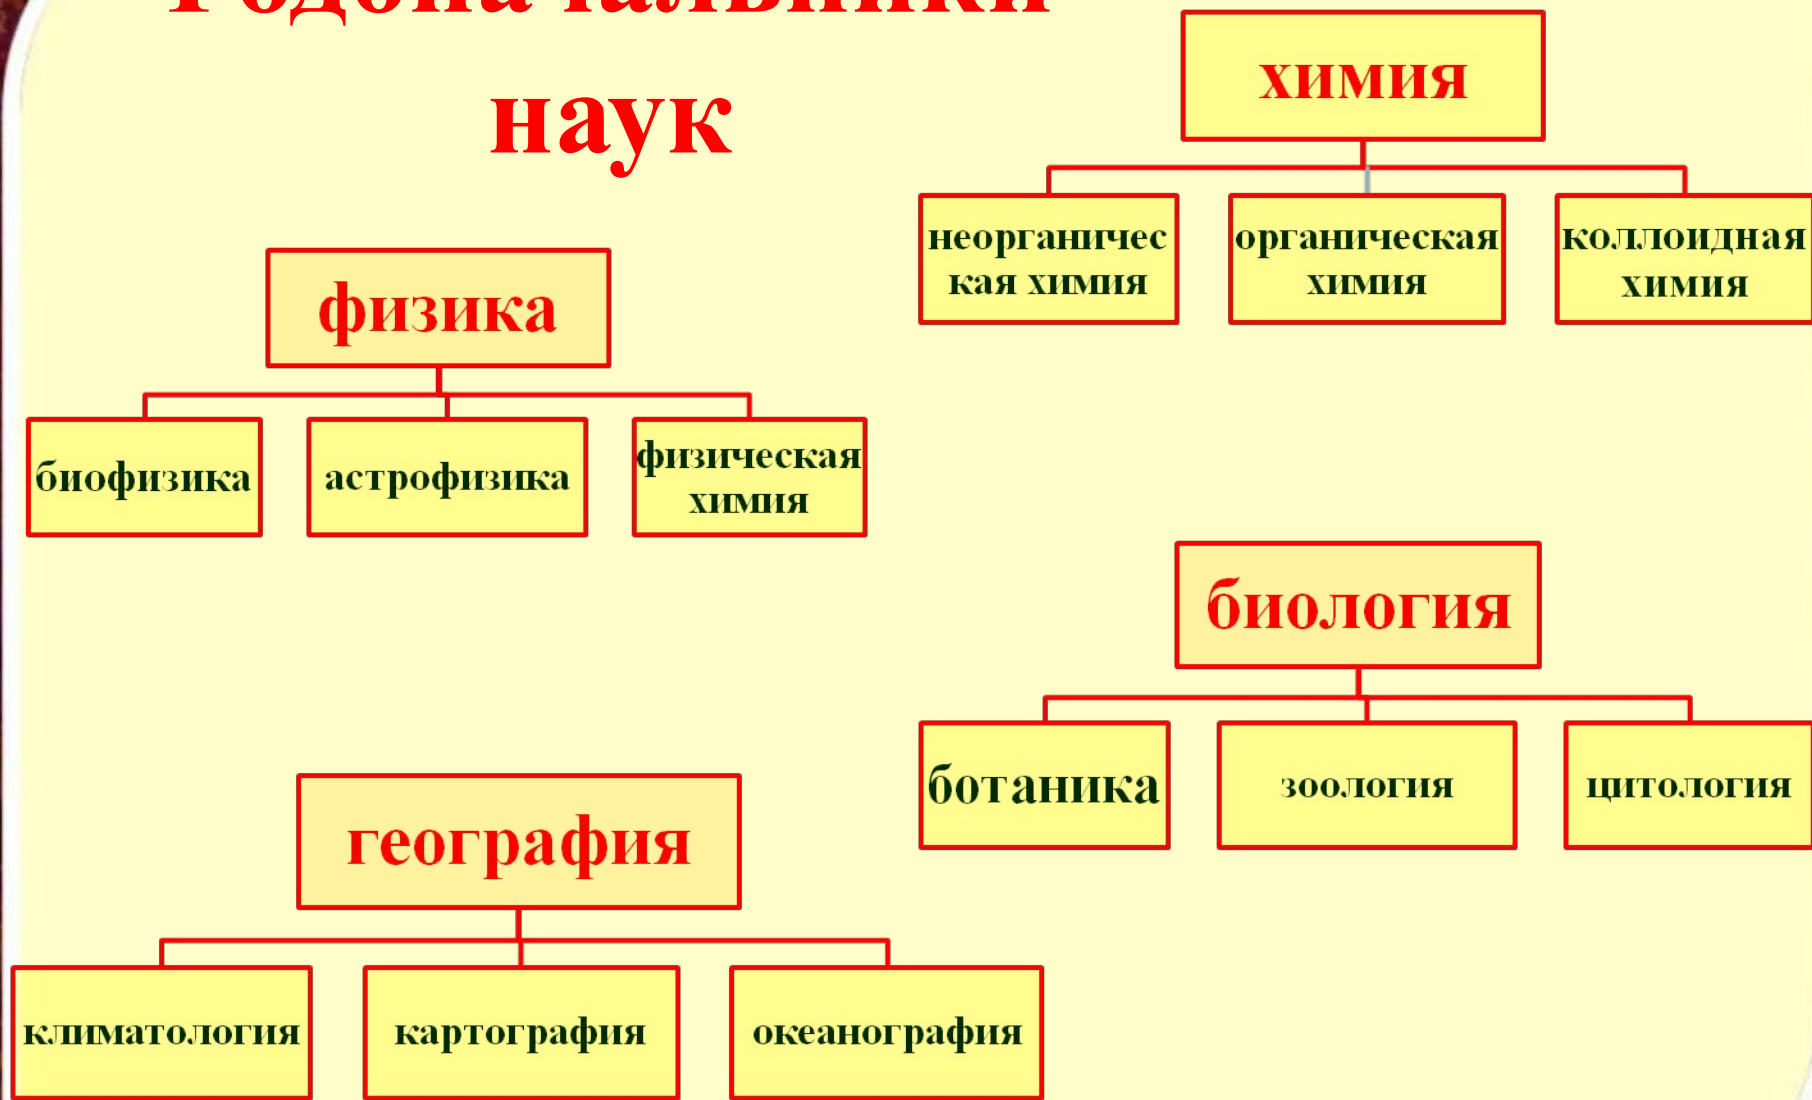 Родоначальники
наук
химия
неорганичес
кая химия
органическая
химия
коллоидная
химия
физика
биофизика
астрофизика
физическая
химия
биология
ботаника
зоология
цитология
география
климатология
картография
океанография